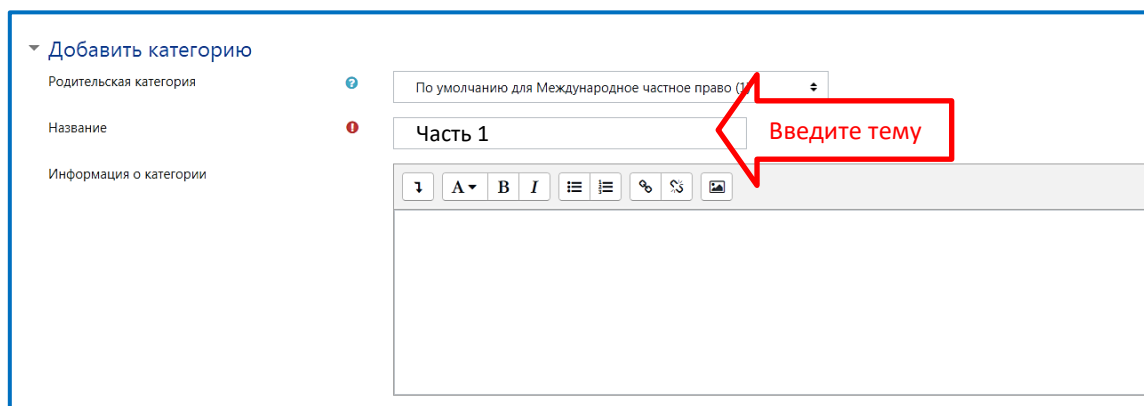 Добавить категорию
Родительская категория
По умолчанию для Международное частное право (1)
Название
Часть 1
Введите тему
Информация о категории
A B I